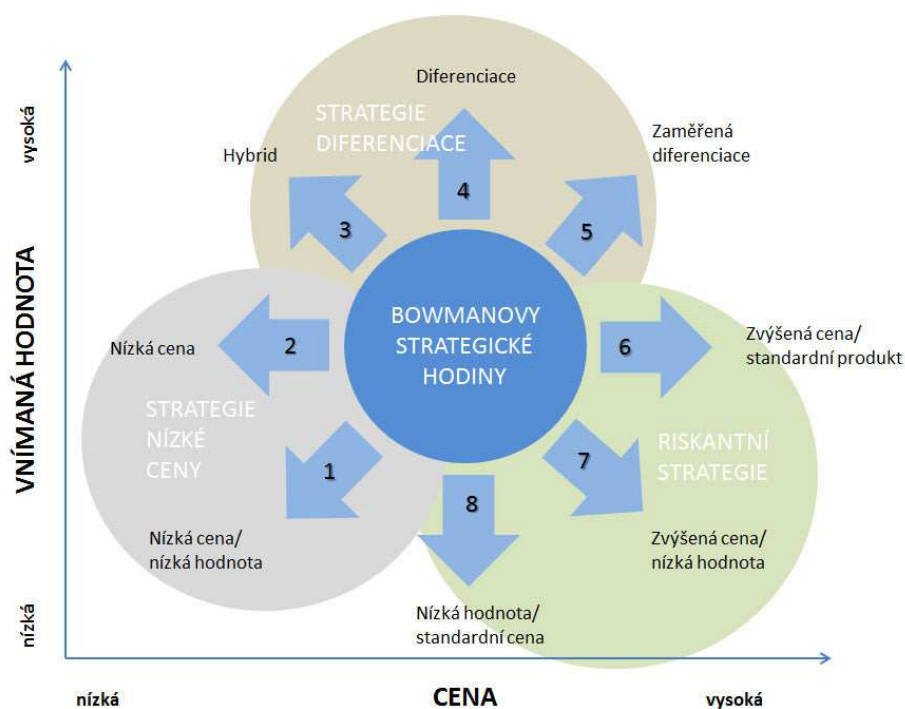 Diferenciace
STRATEGIE
DIFERENCIACE
Hybrid
Zaměřená
diferenciace
vysoká
3
4
5
BOWMANOVY
STRATEGICKÉ
HODINY
2
6
Nízká cena
Zvýšená cena/
standardní produkt
VNÍMANÁ HODNOTA
STRATEGIE
NÍZKÉ
CENY
RISKANTNÍ
STRATEGIE
1
7
8
Nízká cena/
nízká hodnota
Zvýšená cena/
nízká hodnota
Nízká hodnota/
standardní cena
nízká
nízká
CENA
vysoká